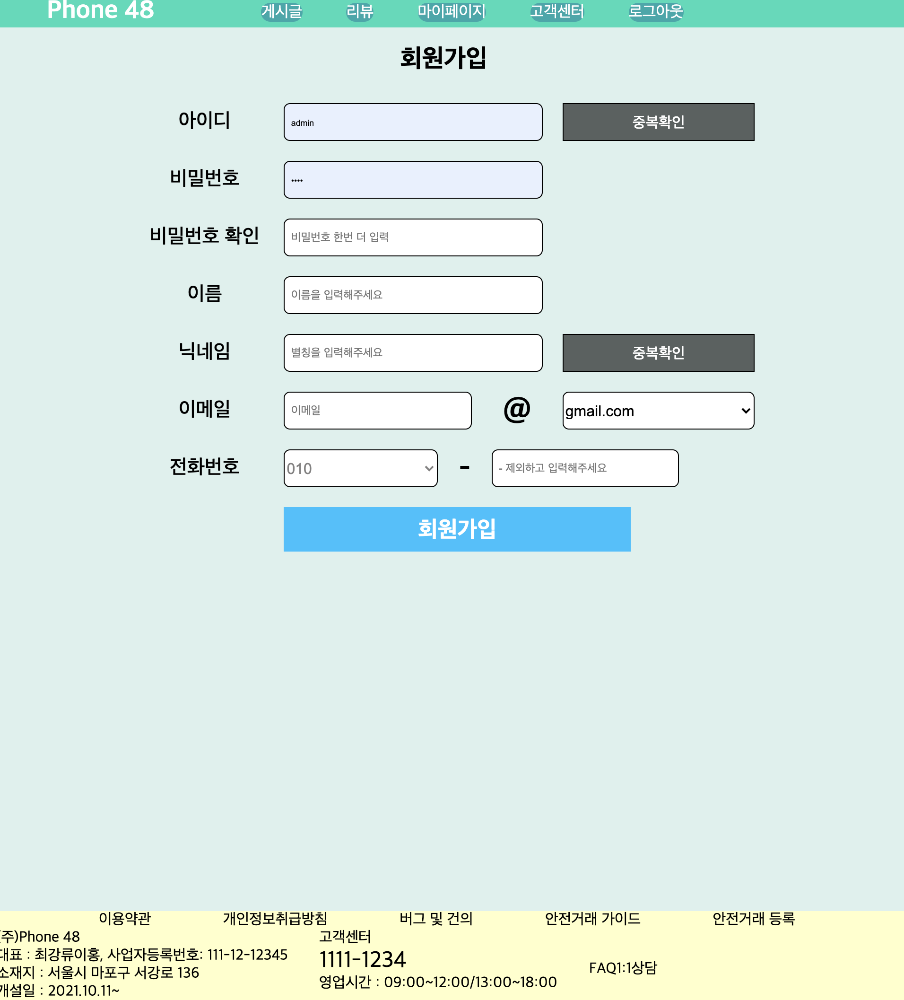 Phone 48 게시글 리뷰 마이페이지 고객센터 로그아웃
회원가입
아이디 admin 중복확인
비밀번호 ••••
비밀번호 확인 비밀번호 한번 더 입력
이름 이름을 입력해주세요
닉네임 별칭을 입력해주세요 중복확인
이메일 이메일 @ gmail.com
전화번호 010 - - 제외하고 입력해주세요
회원가입
이용약관 개인정보취급방침 버그 및 건의 안전거래 가이드 안전거래 등록
(주)Phone 48
대표 : 최강류이홍, 사업자등록번호: 111-12-12345
소재지 : 서울시 마포구 서강로 136
개설일 : 2021.10.11~
고객센터
1111-1234
영업시간 : 09:00~12:00/13:00~18:00
FAQ1:1상담